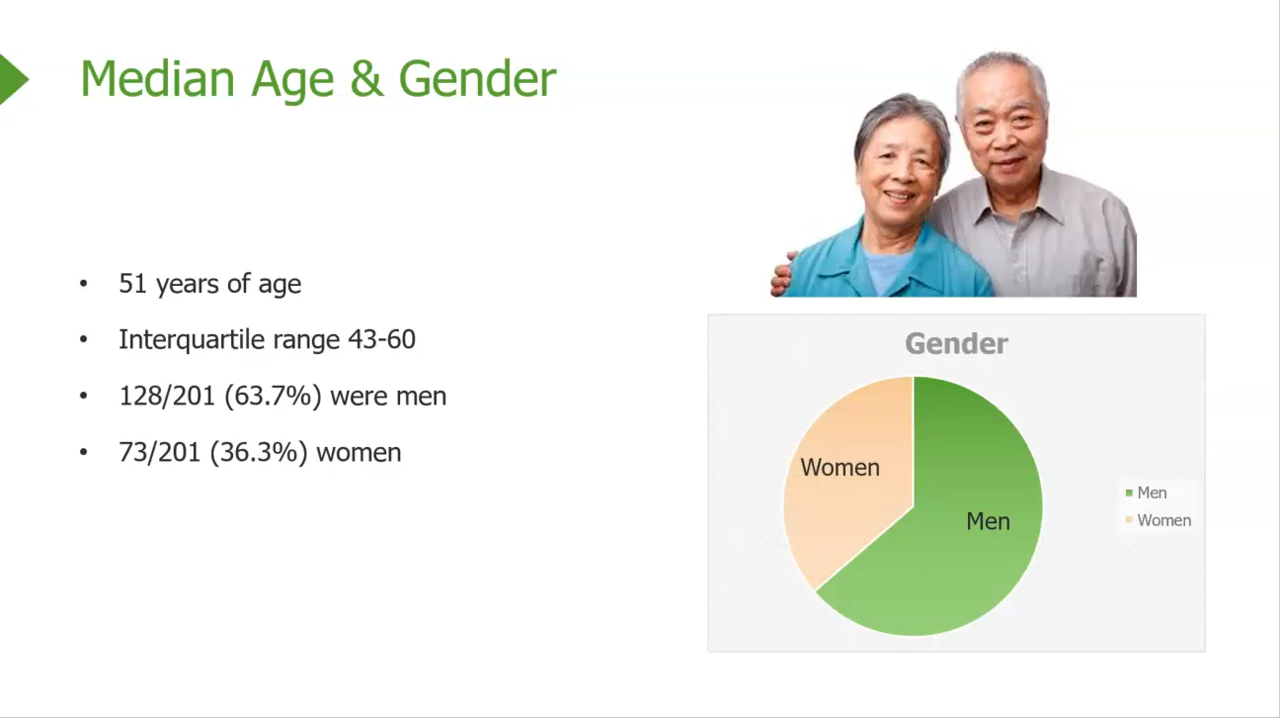 Median Age & Gender
• 51 years of age
• Interquartile range 43-60
• 128/201 (63.7%) were men
• 73/201 (36.3%) women
Gender
Women
Men
Men
Women